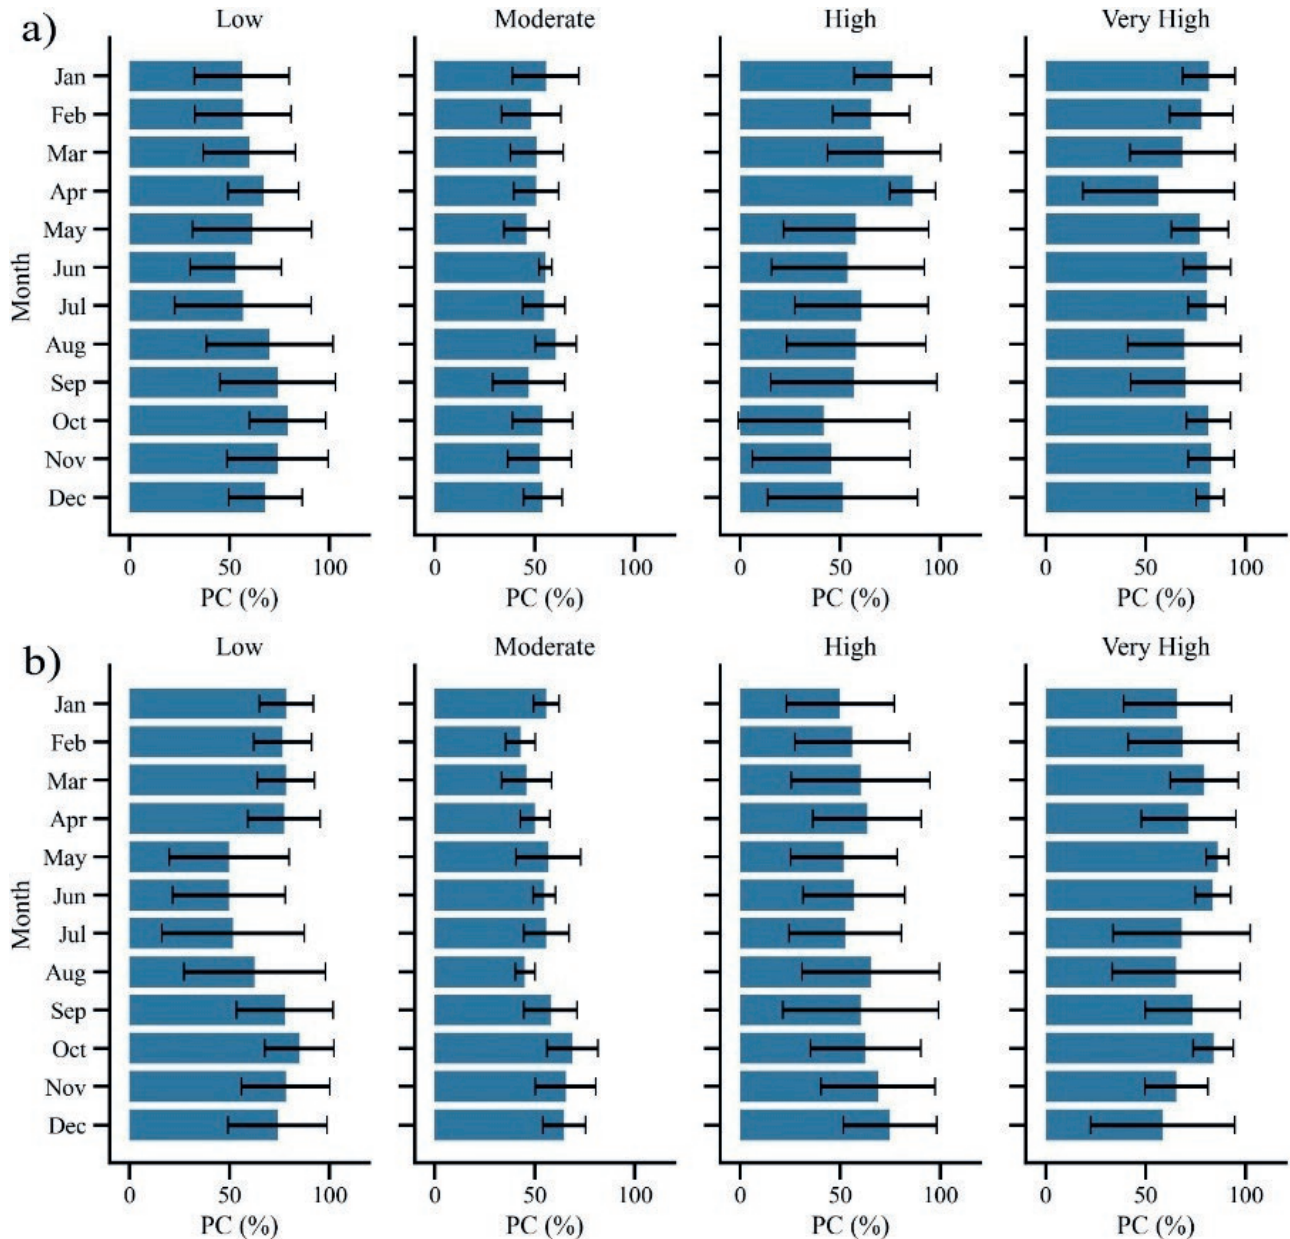 a)
Low Moderate High Very High
Month
Jan
Feb
Mar
Apr
May
Jun
Jul
Aug
Sep
Oct
Nov
Dec
0 50 100 0 50 100 0 50 100 0 50 100
PC (%) PC (%) PC (%) PC (%)
b)
Low Moderate High Very High
Month
Jan
Feb
Mar
Apr
May
Jun
Jul
Aug
Sep
Oct
Nov
Dec
0 50 100 0 50 100 0 50 100 0 50 100
PC (%) PC (%) PC (%) PC (%)